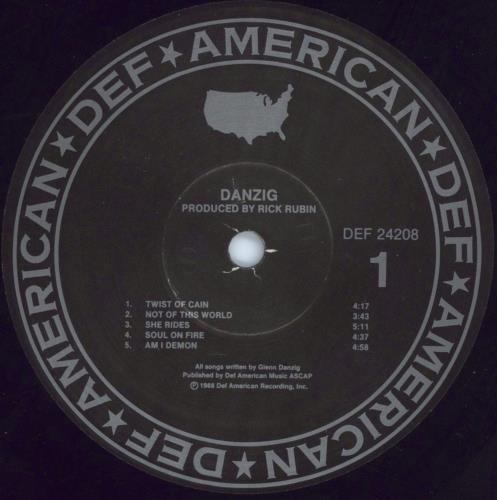 DEF ★ AMERICAN ★ DEF ★ AMERICAN ★ DEF ★ AMERICAN ★ DEF ★ AMERICAN ★
DANZIG
PRODUCED BY RICK RUBIN
DEF 24208
1
1. TWIST OF CAIN 4:17
2. NOT OF THIS WORLD 3:43
3. SHE RIDES 5:11
4. SOUL ON FIRE 4:37
5. AM I DEMON 4:58
All songs written by Glenn Danzig
Published by Def American Music ASCAP
℗ 1988 Def American Recording, Inc.